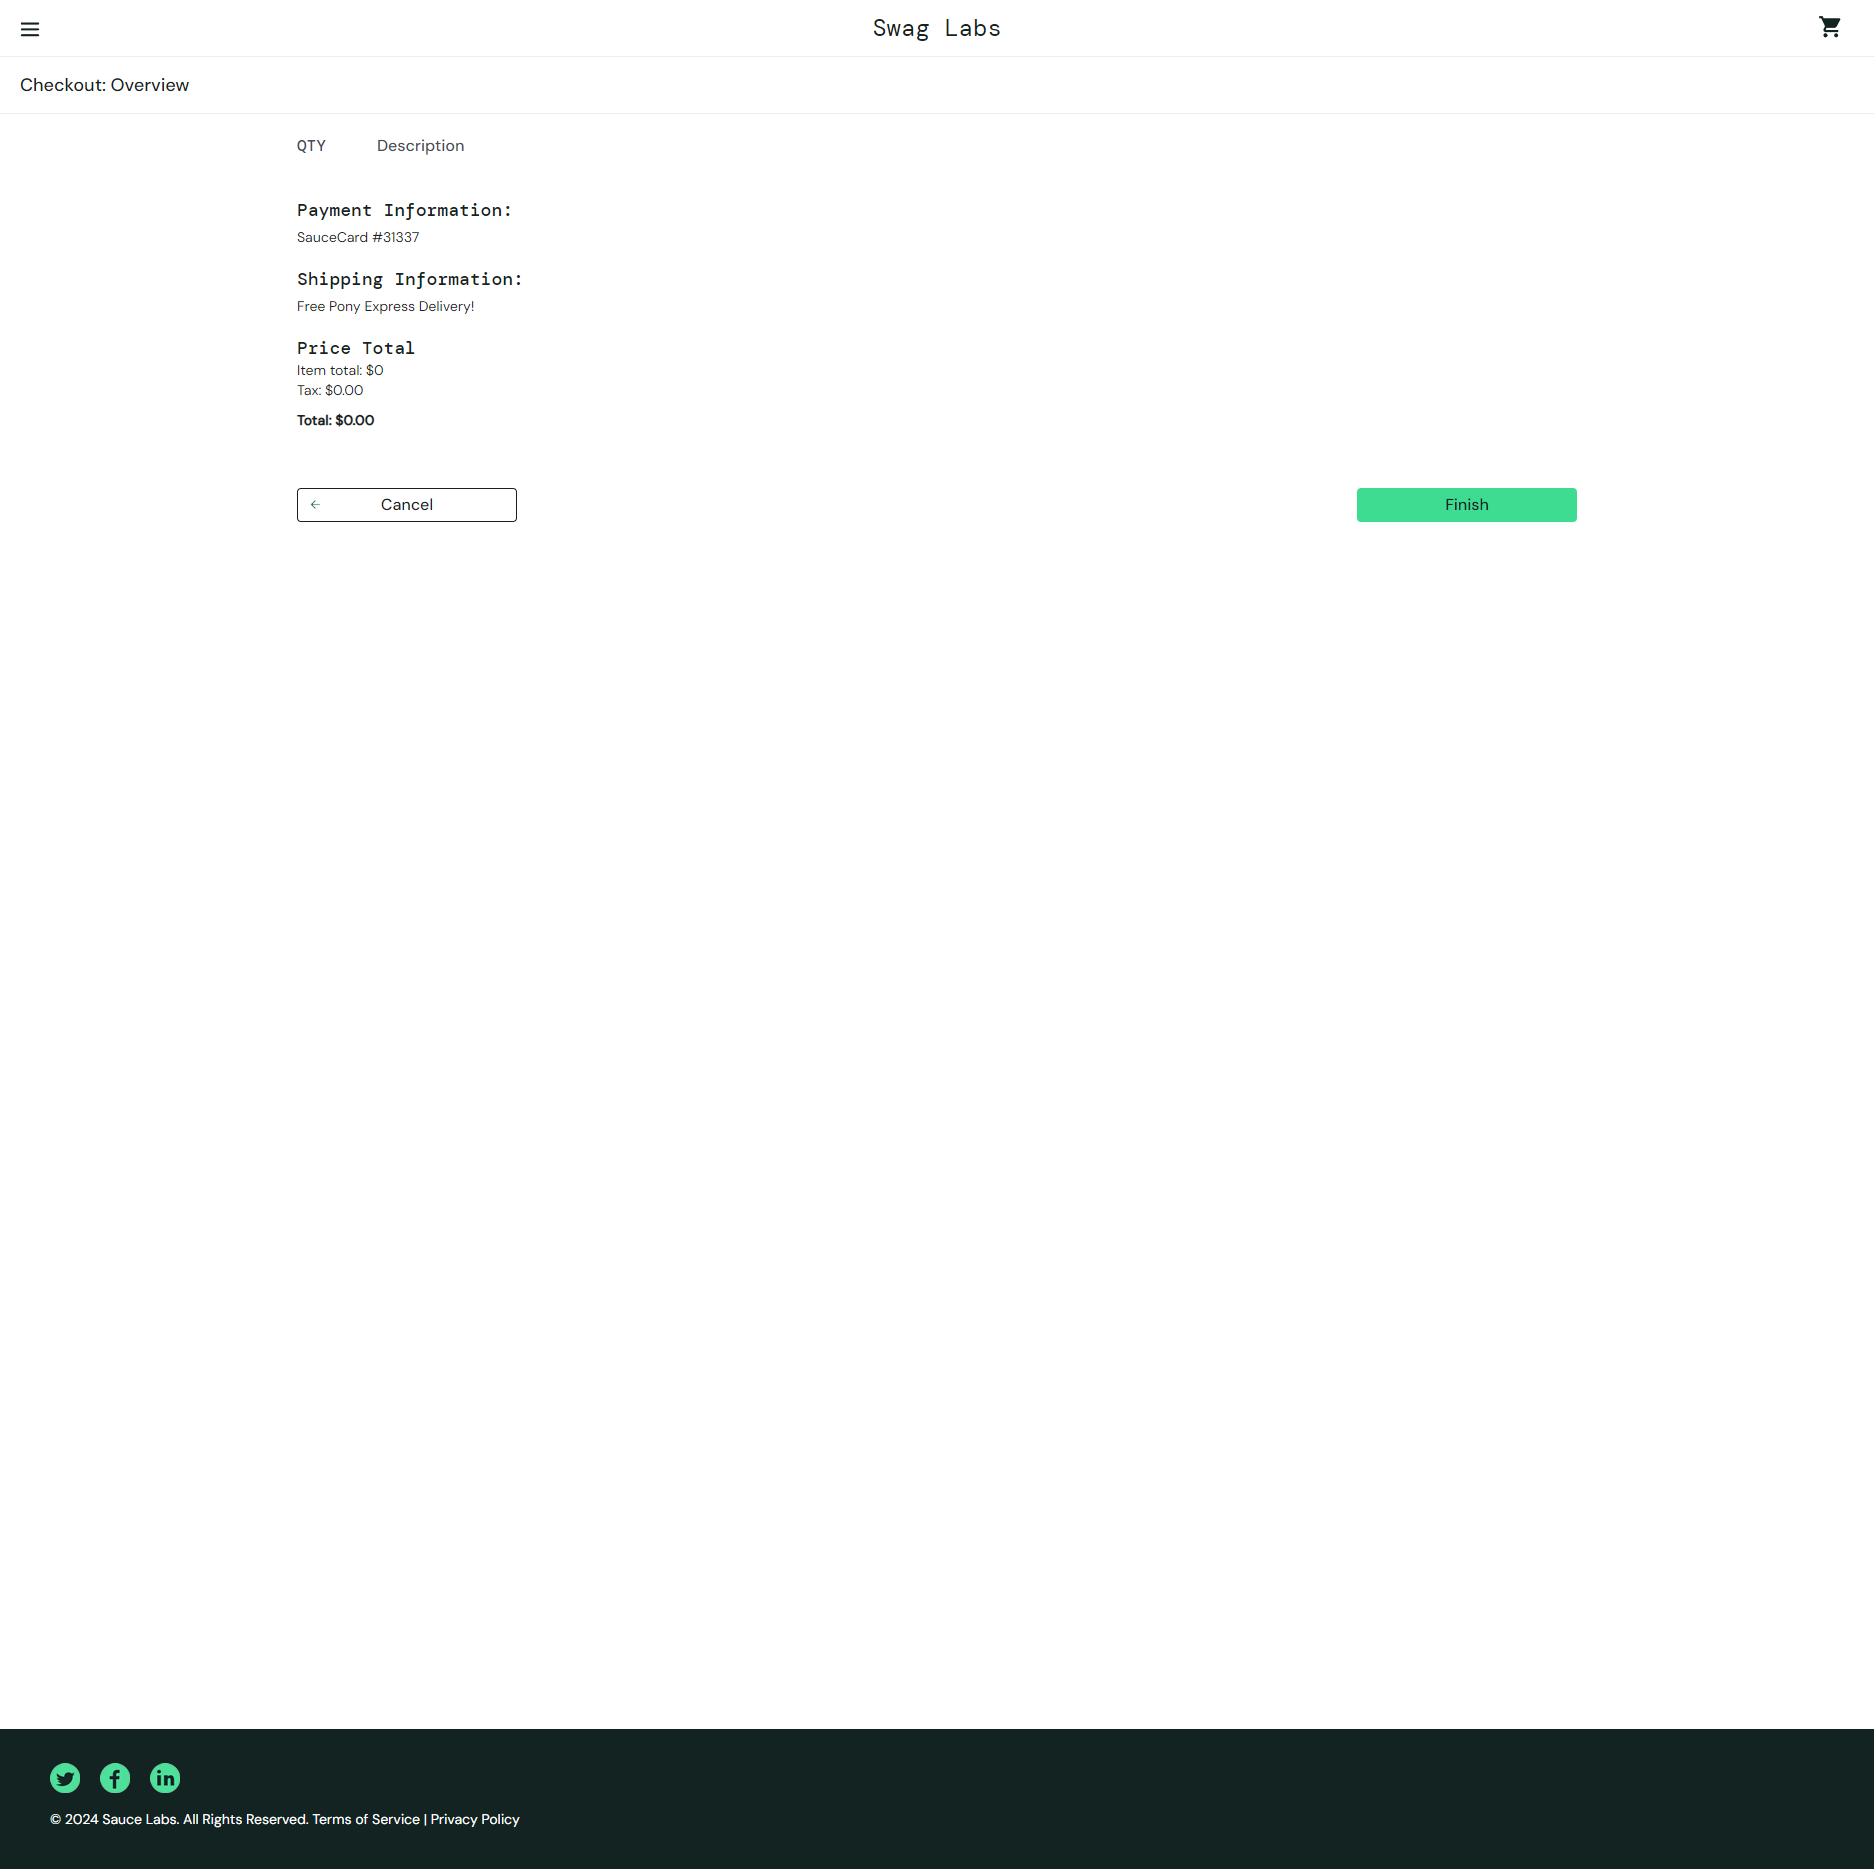 Swag Labs
Checkout: Overview
QTY Description
Payment Information:
SauceCard #31337
Shipping Information:
Free Pony Express Delivery!
Price Total
Item total: $0
Tax: $0.00
Total: $0.00
Cancel
Finish
© 2024 Sauce Labs. All Rights Reserved. Terms of Service | Privacy Policy